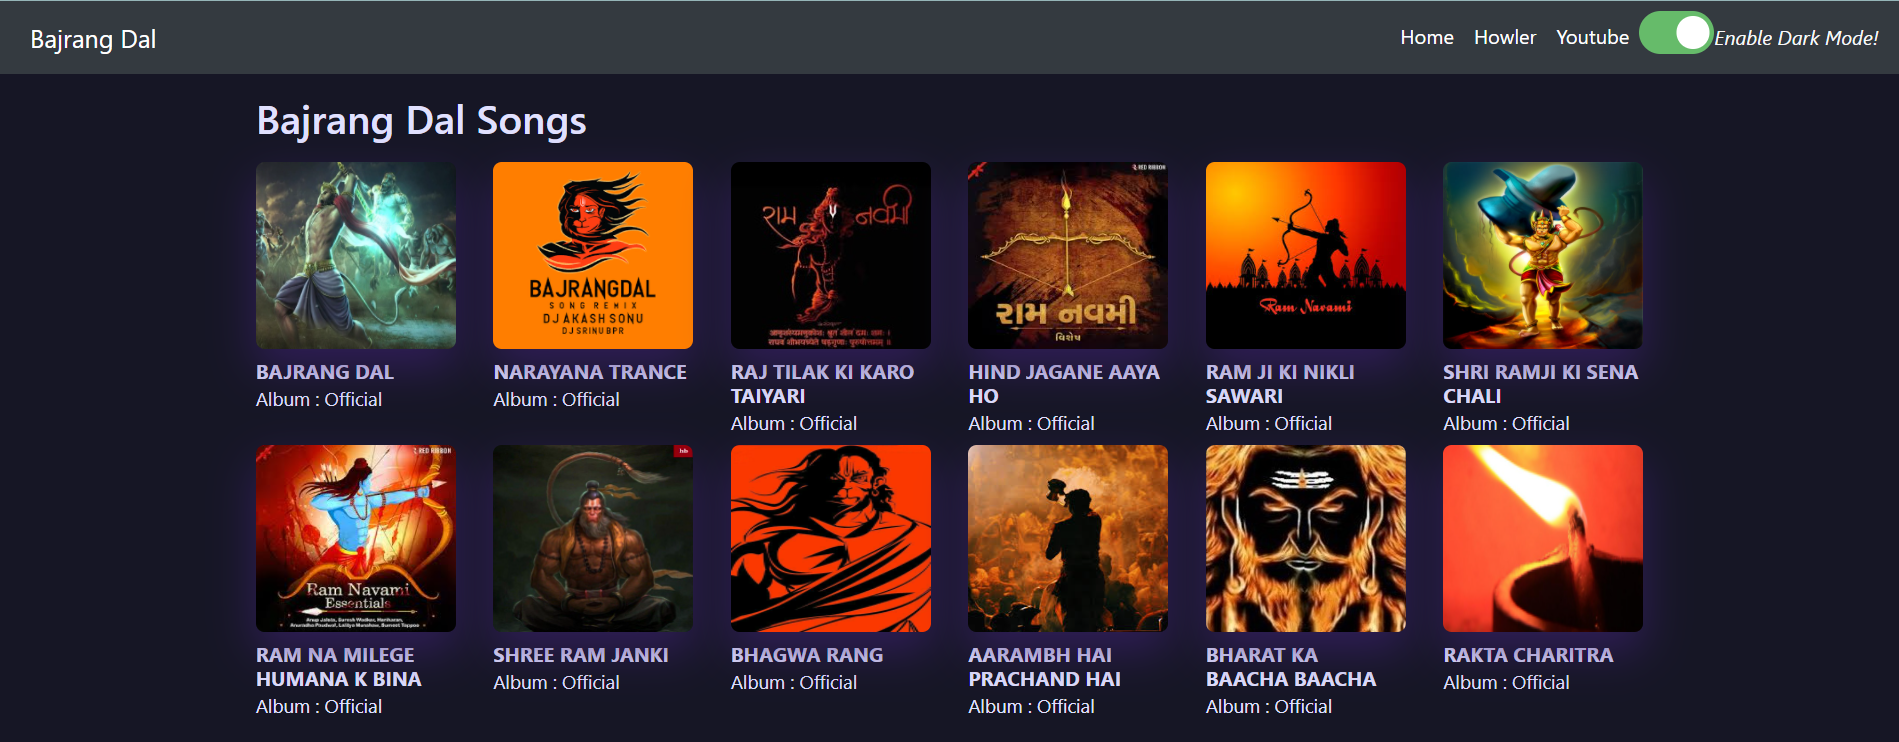 Bajrang Dal
Home Howler Youtube Enable Dark Mode!
Bajrang Dal Songs
BAJRANGDAL
SONG REMIX
DJ AKASH SONU
DJ SRINU BPR
राम नवमी
RED RIBBON
રામ નવમી
વિશેષ
Ram Navami
BAJRANG DAL
Album : Official
NARAYANA TRANCE
Album : Official
RAJ TILAK KI KARO
TAIYARI
Album : Official
HIND JAGANE AAYA
HO
Album : Official
RAM JI KI NIKLI
SAWARI
Album : Official
SHRI RAMJI KI SENA
CHALI
Album : Official
RED RIBBON
Ram Navami
Essentials
RAM NA MILEGE
HUMANA K BINA
Album : Official
SHREE RAM JANKI
Album : Official
BHAGWA RANG
Album : Official
AARAMBH HAI
PRACHAND HAI
Album : Official
BHARAT KA
BAACHA BAACHA
Album : Official
RAKTA CHARITRA
Album : Official